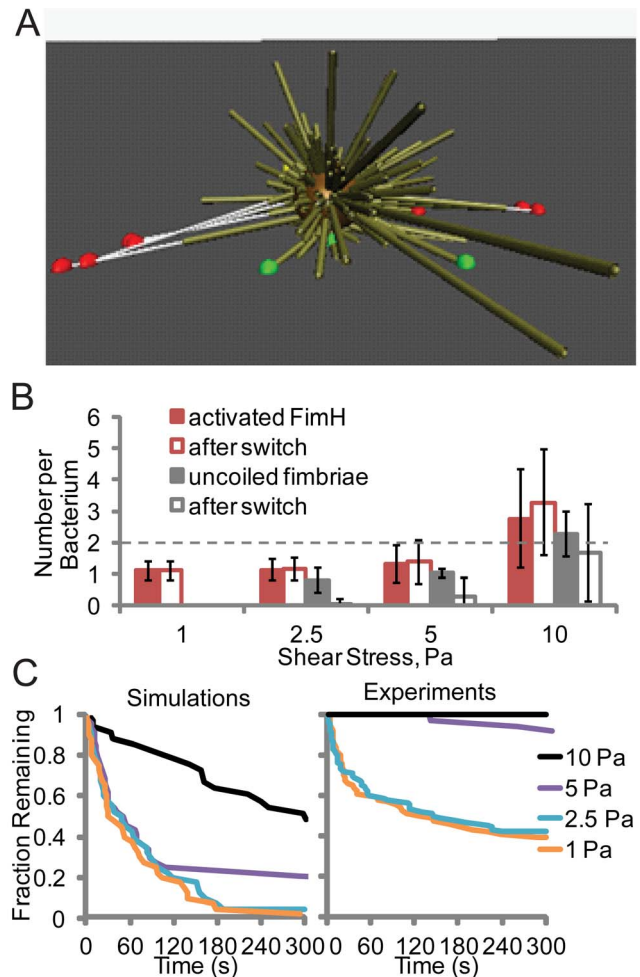 A
B
6
5
4
3
2
1
0
Number per
Bacterium
activated FimH
after switch
uncoiled fimbriae
after switch
1 2.5 5 10
Shear Stress, Pa
C
Simulations
Experiments
1
0.8
0.6
0.4
0.2
0
Fraction Remaining
10 Pa
5 Pa
2.5 Pa
1 Pa
0 60 120 180 240 300
0 60 120 180 240 300
Time (s)
Time (s)